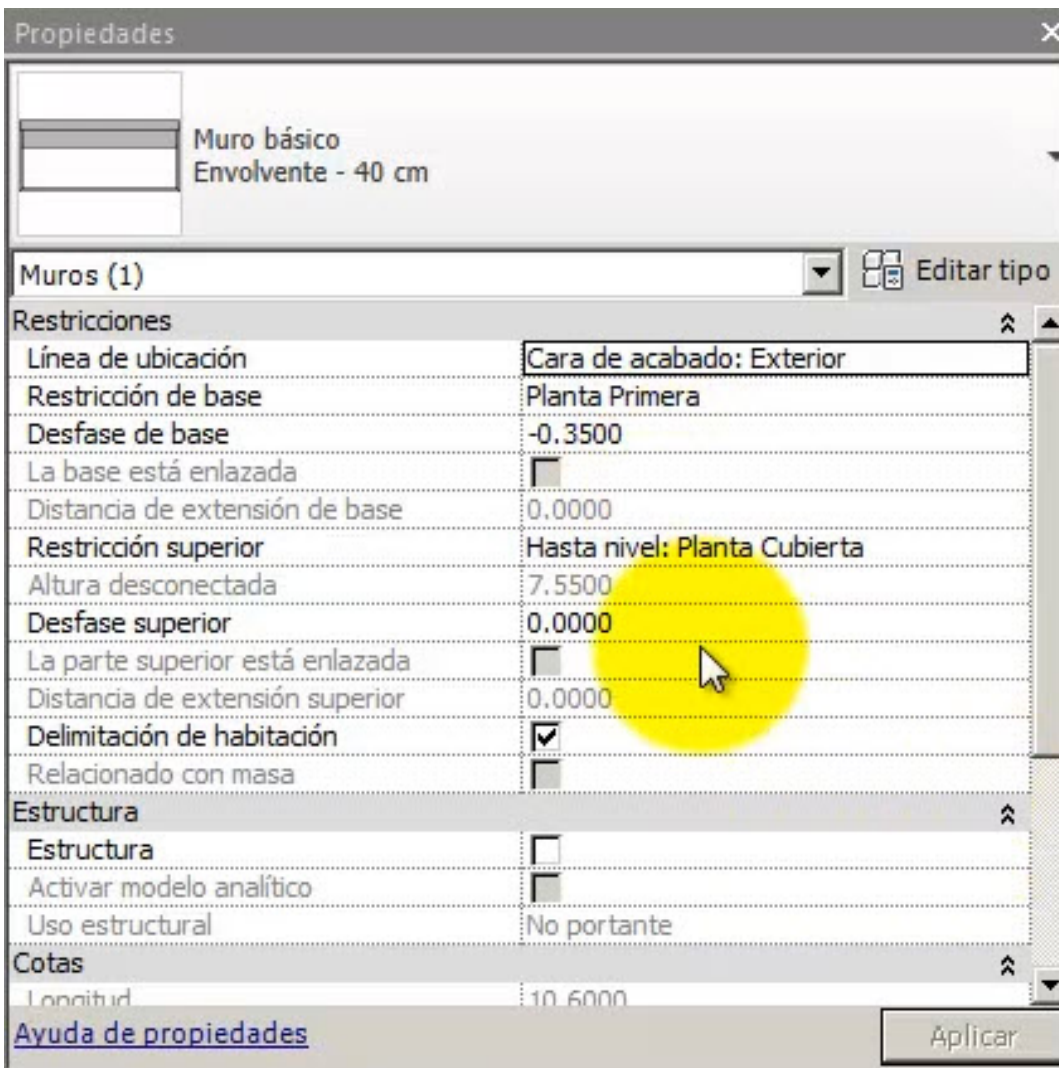 Propiedades
Muro básico
Envolvente - 40 cm
Muros (1)
Editar tipo
Restricciones
Línea de ubicación Cara de acabado: Exterior
Restricción de base Planta Primera
Desfase de base -0.3500
La base está enlazada
Distancia de extensión de base 0.0000
Restricción superior Hasta nivel: Planta Cubierta
Altura desconectada 7.5500
Desfase superior 0.0000
La parte superior está enlazada
Distancia de extensión superior 0.0000
Delimitación de habitación
Relacionado con masa
Estructura
Estructura
Activar modelo analítico
Uso estructural No portante
Cotas
Longitud 10.6000
Ayuda de propiedades Aplicar